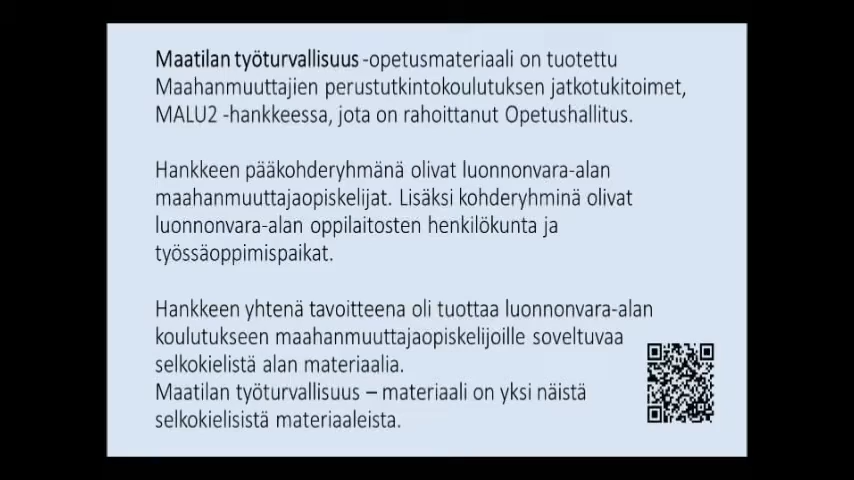 Maatilan työturvallisuus -opetusmateriaali on tuotettu
Maahanmuuttajien perustutkintokoulutuksen jatkotukitoimet,
MALU2 -hankkeessa, jota on rahoittanut Opetushallitus.
Hankkeen pääkohderyhmänä olivat luonnonvara-alan
maahanmuuttajaopiskelijat. Lisäksi kohderyhminä olivat
luonnonvara-alan oppilaitosten henkilökunta ja
työssäoppimispaikat.
Hankkeen yhtenä tavoitteena oli tuottaa luonnonvara-alan
koulutukseen maahanmuuttajaopiskelijoille soveltuvaa
selkokielistä alan materiaalia.
Maatilan työturvallisuus – materiaali on yksi näistä
selkokielisistä materiaaleista.